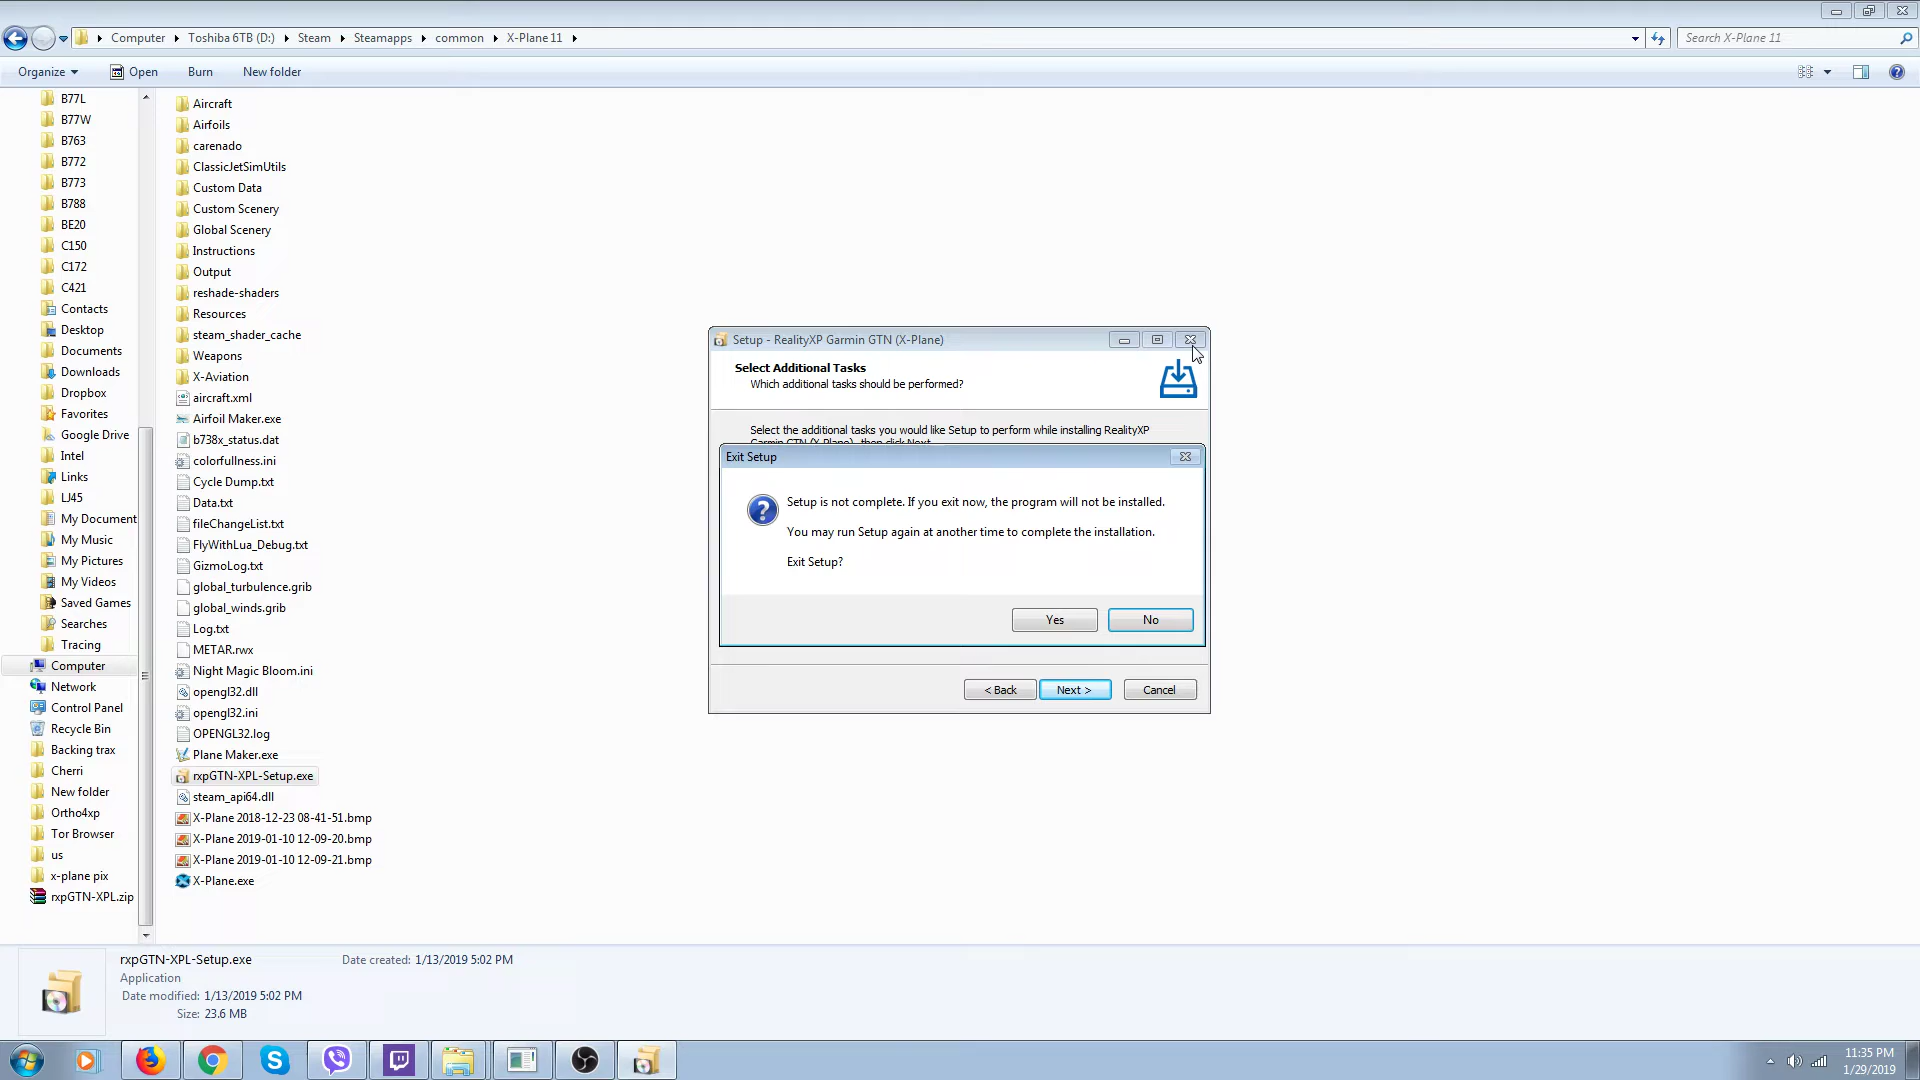 Computer
Toshiba 6TB (D:)
Steam
Steamapps
common
X-Plane 11
Search X-Plane 11
Organize
Open
Burn
New folder
B77L
B77W
B763
B772
B773
B788
BE20
C150
C172
C421
Contacts
Desktop
Documents
Downloads
Dropbox
Favorites
Google Drive
Intel
Links
LJ45
My Document
My Music
My Pictures
My Videos
Saved Games
Searches
Tracing
Computer
Network
Control Panel
Recycle Bin
Backing trax
Cherri
New folder
Ortho4xp
Tor Browser
us
x-plane pix
rxpGTN-XPL.zip
Aircraft
Airfoils
carenado
ClassicJetSimUtils
Custom Data
Custom Scenery
Global Scenery
Instructions
Output
reshade-shaders
Resources
steam_shader_cache
Weapons
X-Aviation
aircraft.xml
Airfoil Maker.exe
b738x_status.dat
colorfullness.ini
Cycle Dump.txt
Data.txt
fileChangeList.txt
FlyWithLua_Debug.txt
GizmoLog.txt
global_turbulence.grib
global_winds.grib
Log.txt
METAR.rwx
Night Magic Bloom.ini
opengl32.dll
opengl32.ini
OPENGL32.log
Plane Maker.exe
rxpGTN-XPL-Setup.exe
steam_api64.dll
X-Plane 2018-12-23 08-41-51.bmp
X-Plane 2019-01-10 12-09-20.bmp
X-Plane 2019-01-10 12-09-21.bmp
X-Plane.exe
Setup - RealityXP Garmin GTN (X-Plane)
Select Additional Tasks
Which additional tasks should be performed?
Select the additional tasks you would like Setup to perform while installing RealityXP
Garmin GTN (X-Plane), then click Next.
Exit Setup
Setup is not complete. If you exit now, the program will not be installed.
You may run Setup again at another time to complete the installation.
Exit Setup?
Yes
No
< Back
Next >
Cancel
rxpGTN-XPL-Setup.exe
Date created: 1/13/2019 5:02 PM
Application
Date modified: 1/13/2019 5:02 PM
Size: 23.6 MB
11:35 PM
1/29/2019